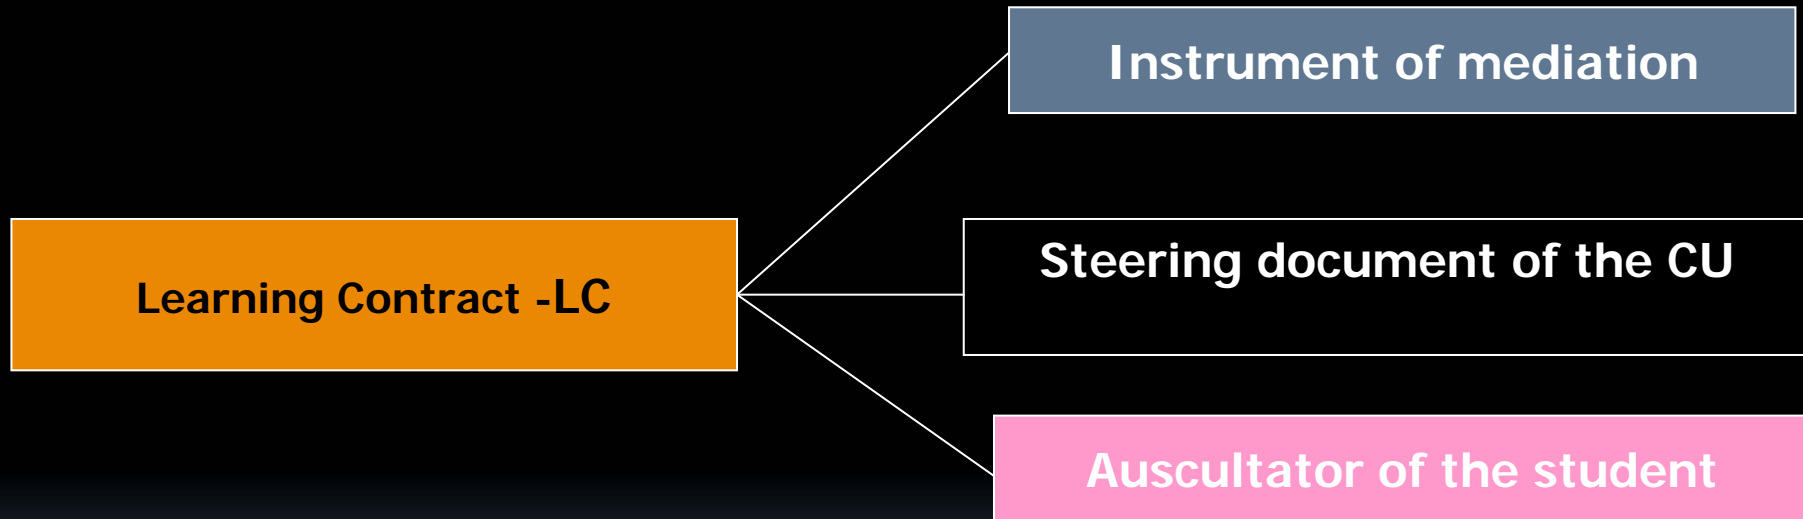 Instrument of mediation
Steering document of the CU
Learning Contract -LC
Auscultator of the student